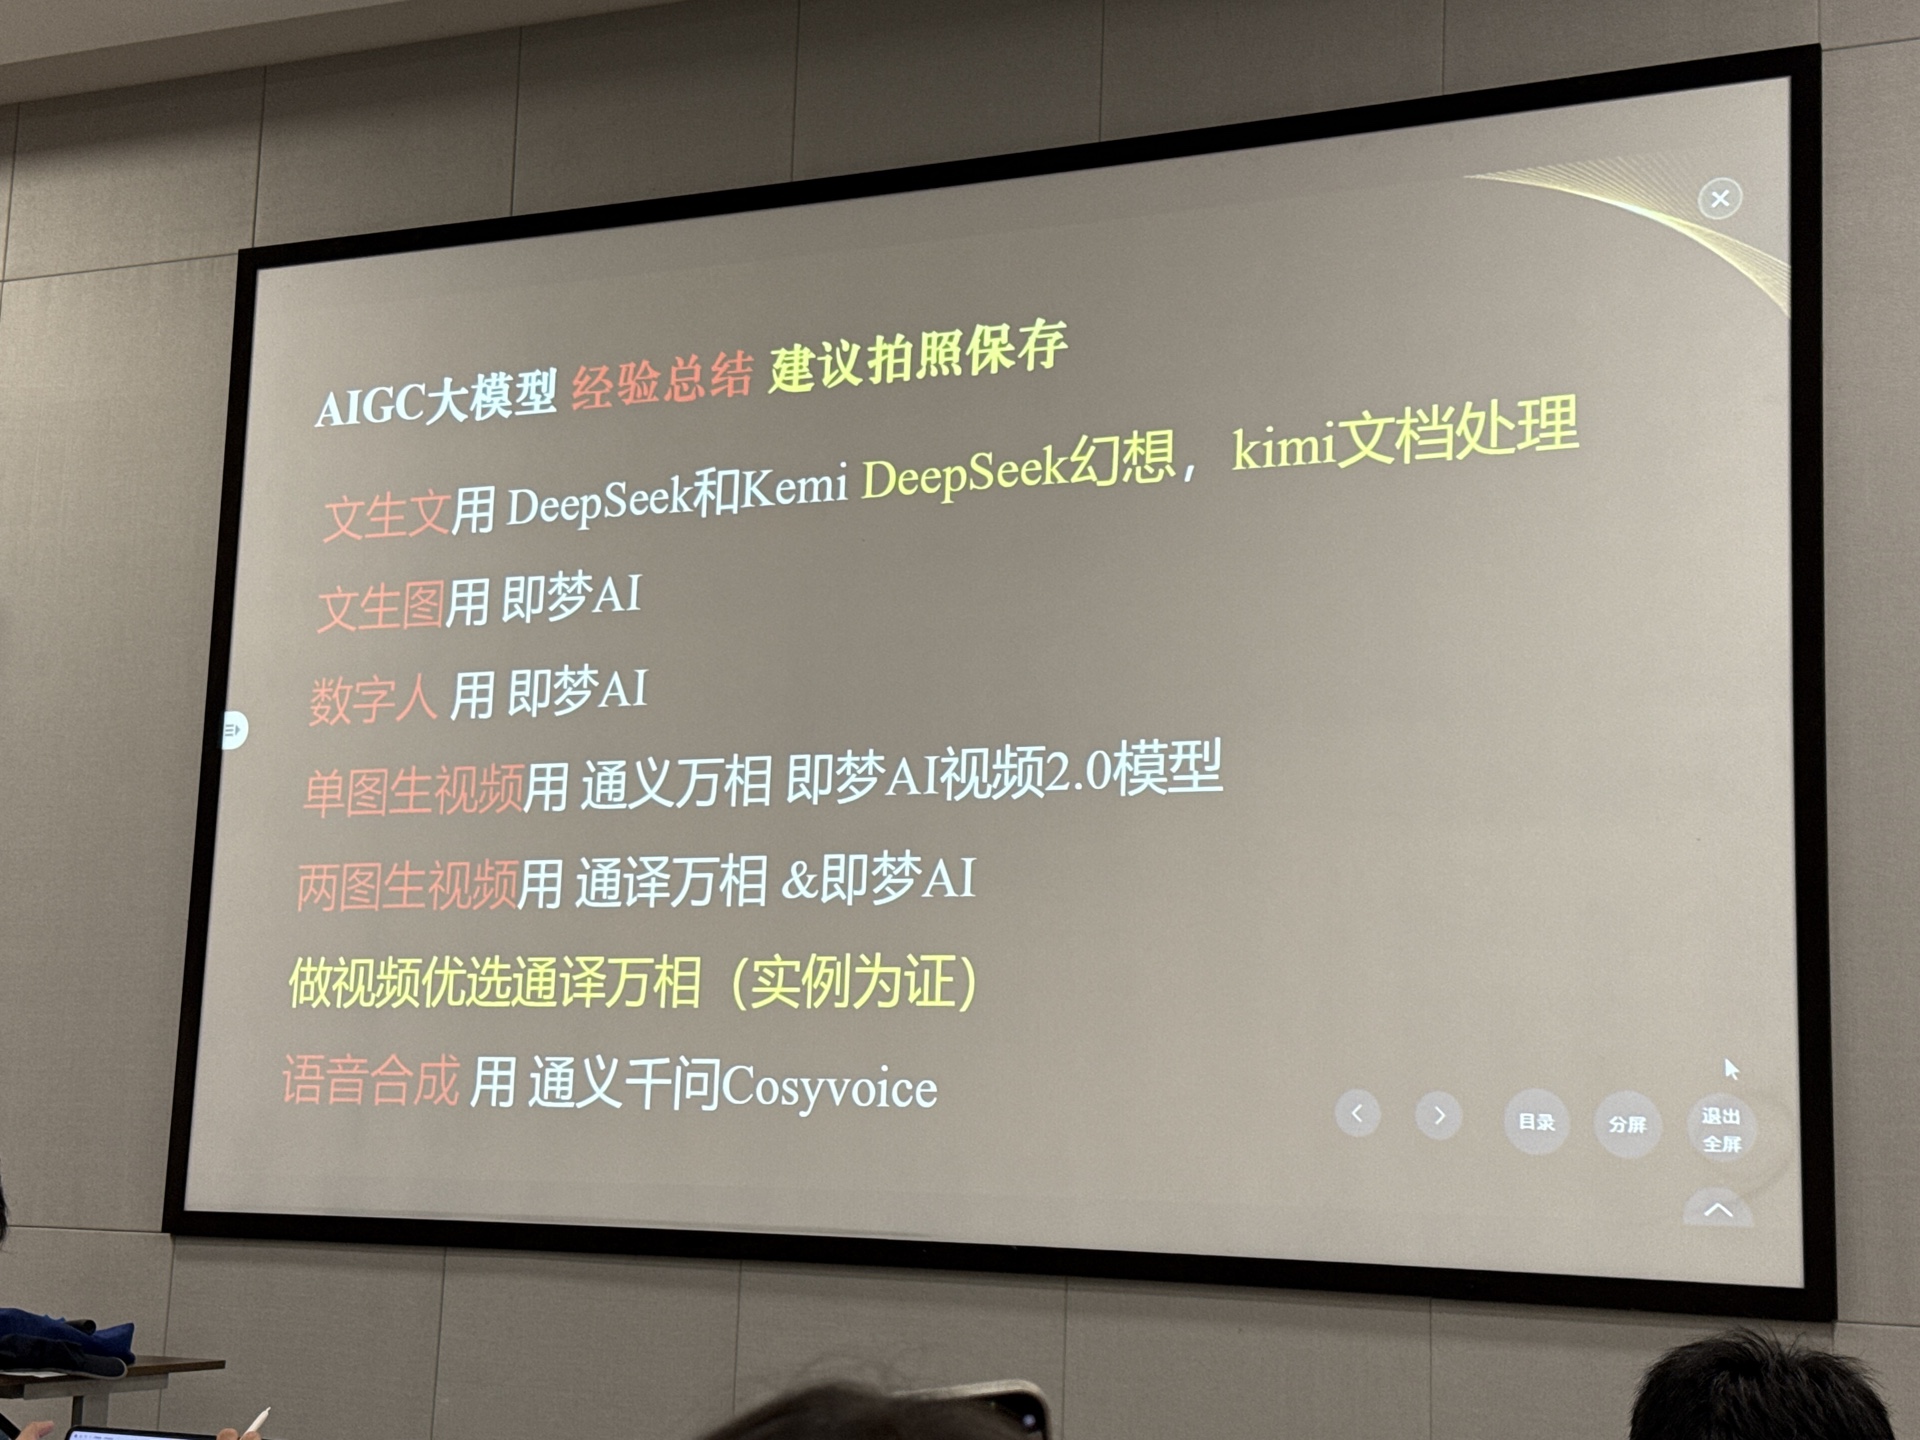 AIGC大模型 经验总结 建议拍照保存
文生文用 DeepSeek和Kemi DeepSeek幻想，kimi文档处理
文生图用 即梦AI
数字人 用 即梦AI
单图生视频用 通义万相 即梦AI视频2.0模型
两图生视频用 通译万相 &即梦AI
做视频优选通译万相（实例为证）
语音合成 用 通义千问Cosyvoice
目录 分屏 退出全屏